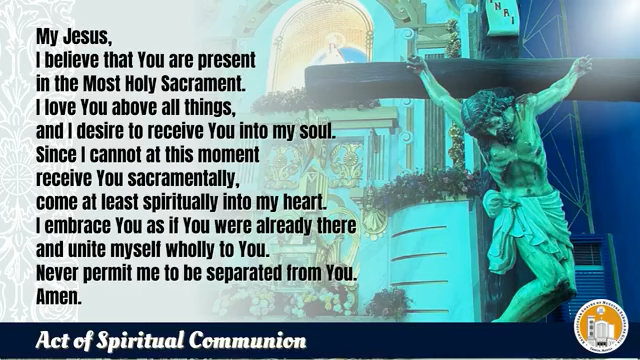 My Jesus,
I believe that You are present
in the Most Holy Sacrament.
I love You above all things,
and I desire to receive You into my soul.
Since I cannot at this moment
receive You sacramentally,
come at least spiritually into my heart.
I embrace You as if You were already there
and unite myself wholly to You.
Never permit me to be separated from You.
Amen.
Act of Spiritual Communion